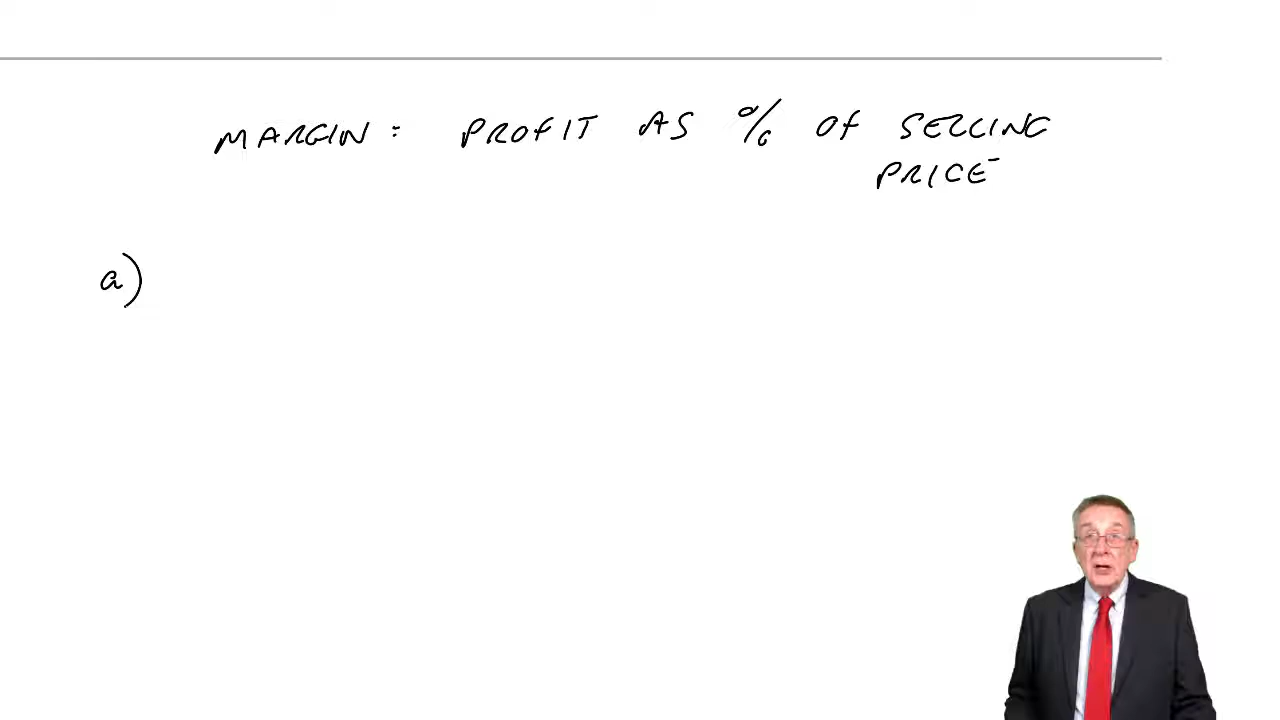 MARGIN : PROFIT AS % OF SELLING
PRICE
a)